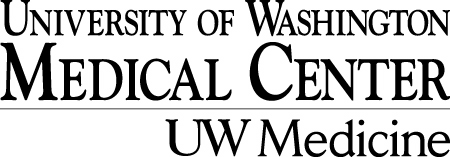 UNIVERSITY OF WASHINGTON
MEDICAL CENTER
UW Medicine